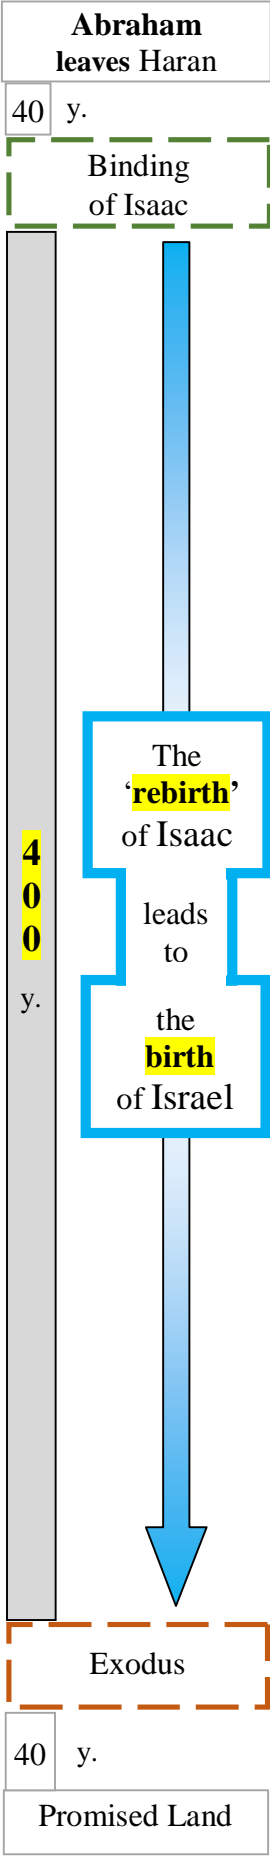 Abraham
leaves Haran
40 y.
Binding
of Isaac
4
0
0
y.
The
‘rebirth’
of Isaac
leads
to
the
birth
of Israel
Exodus
40 y.
Promised Land